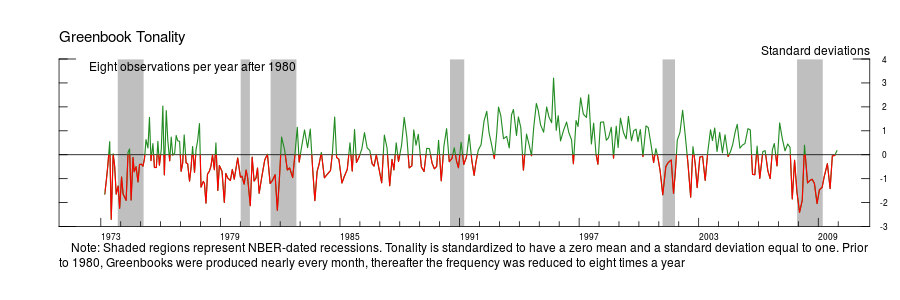 Greenbook Tonality
Standard deviations
Eight observations per year after 1980
4
3
2
1
0
-1
-2
-3
1973 1979 1985 1991 1997 2003 2009
Note: Shaded regions represent NBER-dated recessions. Tonality is standardized to have a zero mean and a standard deviation equal to one. Prior
to 1980, Greenbooks were produced nearly every month, thereafter the frequency was reduced to eight times a year